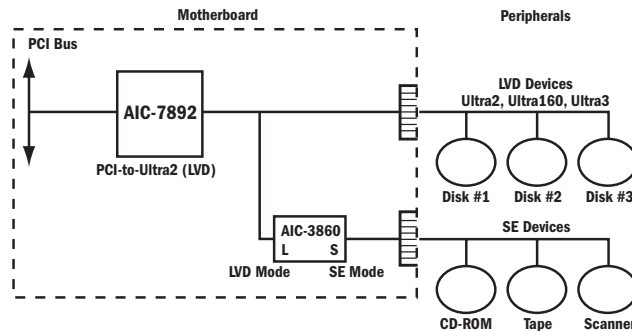 Motherboard
Peripherals
PCI Bus
AIC-7892
PCI-to-Ultra2 (LVD)
LVD Devices
Ultra2, Ultra160, Ultra3
Disk #1
Disk #2
Disk #3
AIC-3860
L S
LVD Mode
SE Mode
SE Devices
CD-ROM
Tape
Scanner